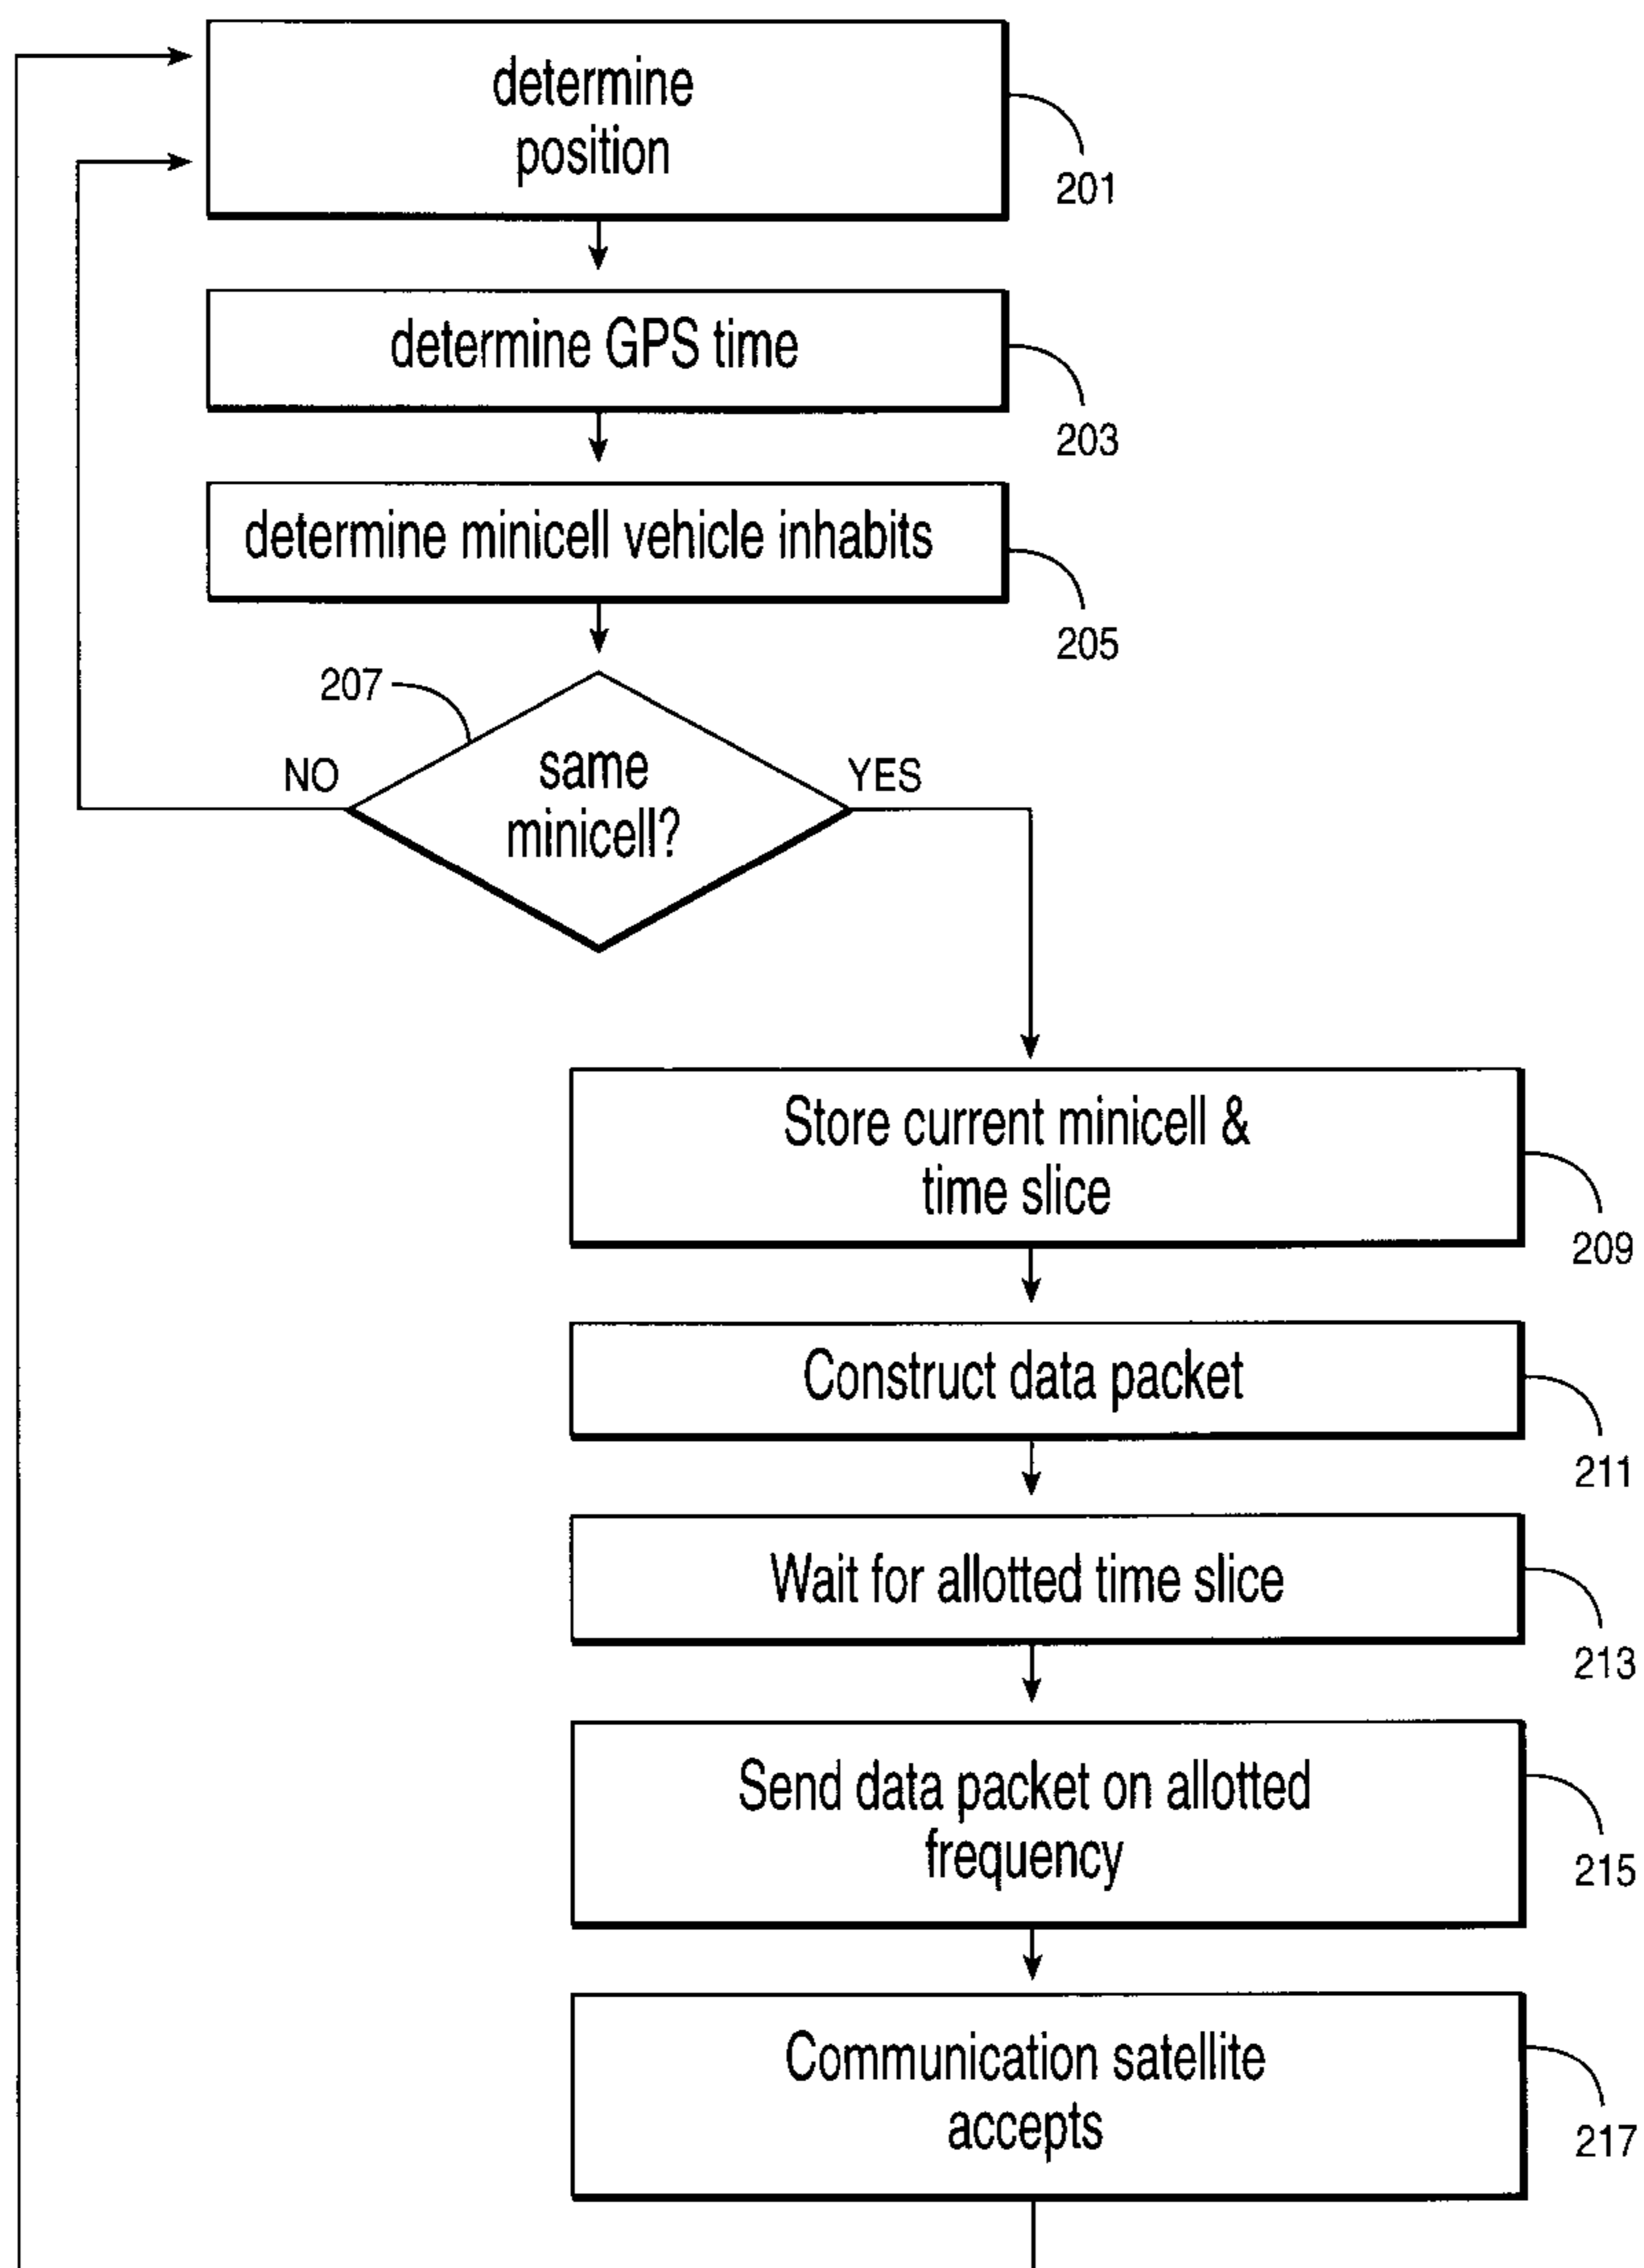 determine
position
201
determine GPS time
203
determine minicell vehicle inhabits
205
207
NO
same
minicell?
YES
Store current minicell &
time slice
209
Construct data packet
211
Wait for allotted time slice
213
Send data packet on allotted
frequency
215
Communication satellite
accepts
217